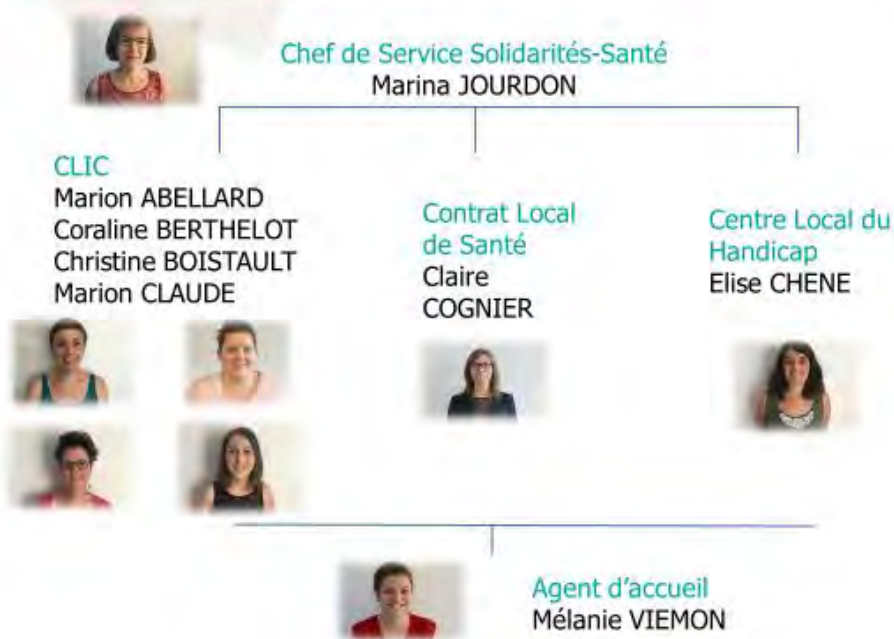 Chef de Service Solidarités-Santé
Marina JOURDON
CLIC
Marion ABELLARD
Coraline BERTHELOT
Christine BOISTAULT
Marion CLAUDE
Contrat Local
de Santé
Claire
COGNIER
Centre Local du
Handicap
Elise CHENE
Agent d'accueil
Mélanie VIEMON